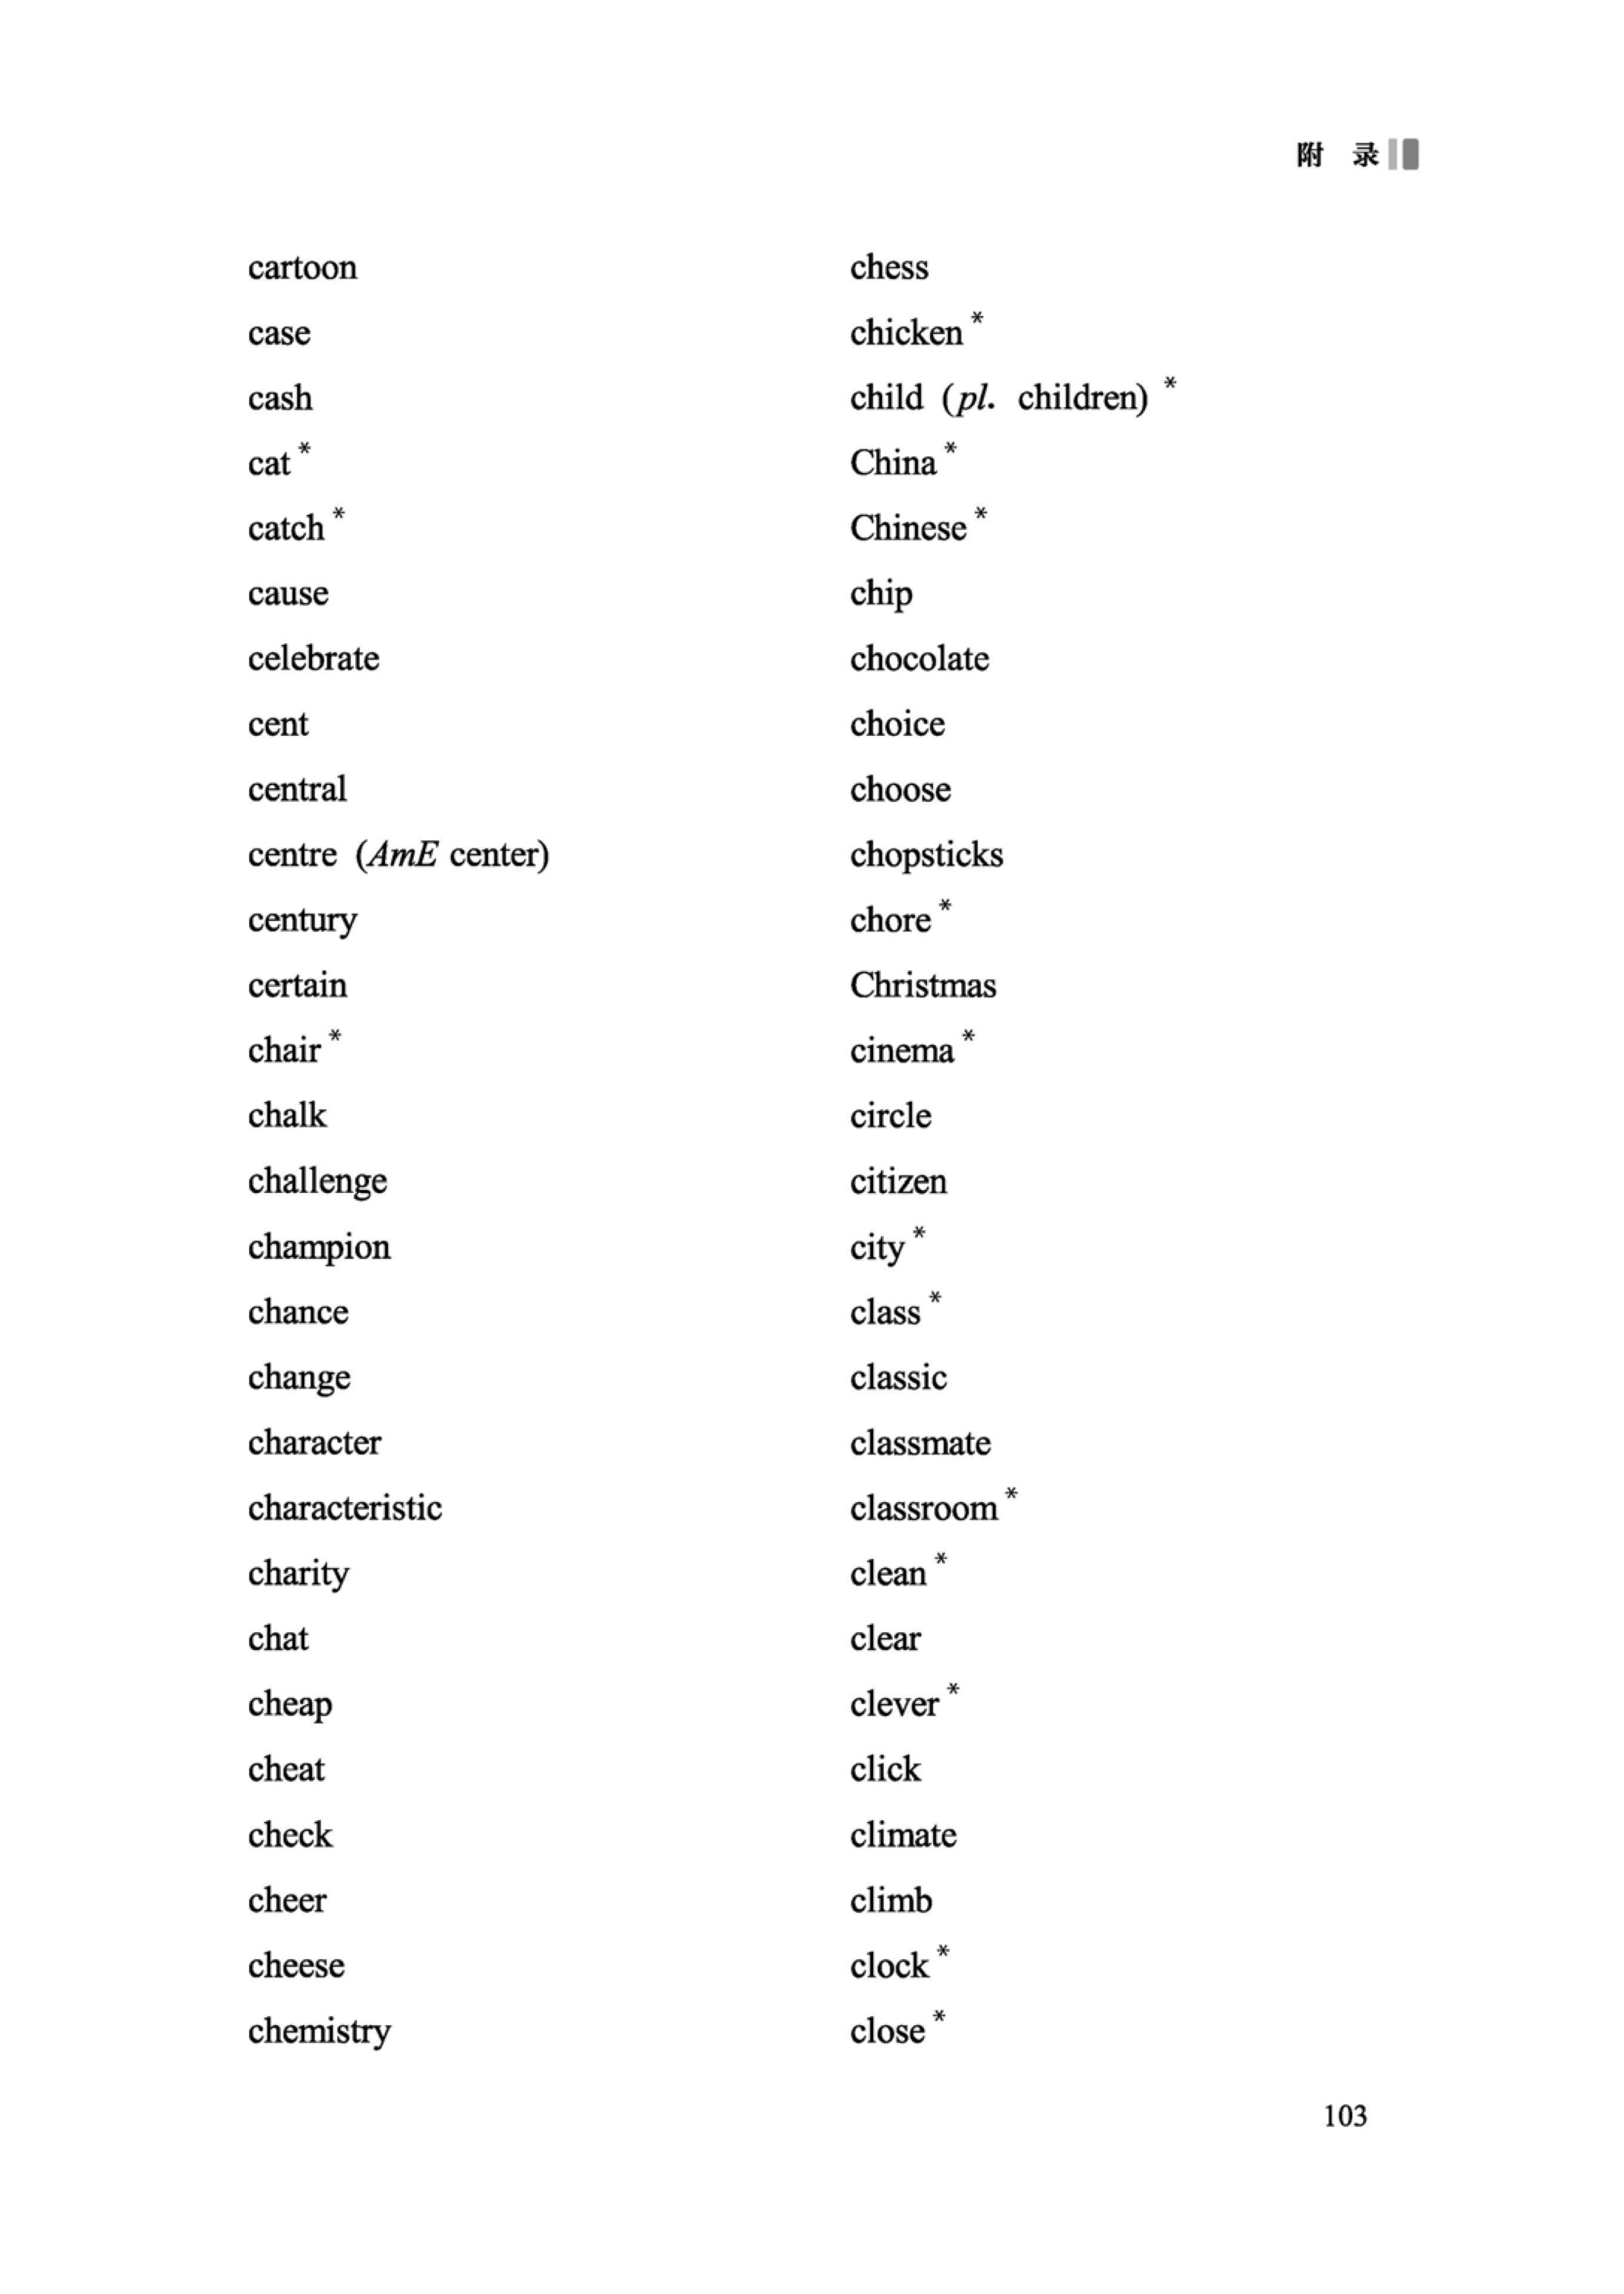 附 录
cartoon
case
cash
cat *
catch *
cause
celebrate
cent
central
centre (AmE center)
century
certain
chair *
chalk
challenge
champion
chance
change
character
characteristic
charity
chat
cheap
cheat
check
cheer
cheese
chemistry
chess
chicken *
child (pl. children) *
China *
Chinese *
chip
chocolate
choice
choose
chopsticks
chore *
Christmas
cinema *
circle
citizen
city *
class *
classic
classmate
classroom *
clean *
clear
clever *
click
climate
climb
clock *
close *
103